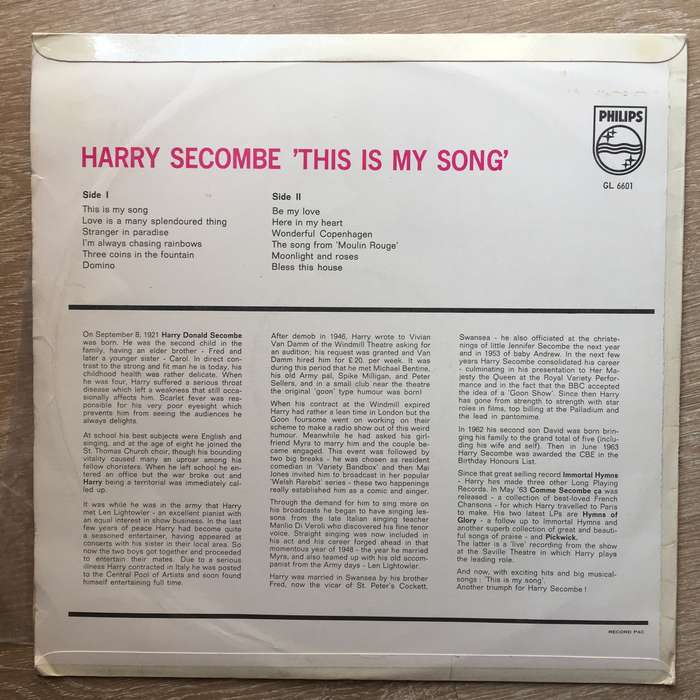 PHILIPS
GL 6601
HARRY SECOMBE 'THIS IS MY SONG'
Side I
This is my song
Love is a many splendoured thing
Stranger in paradise
I'm always chasing rainbows
Three coins in the fountain
Domino
Side II
Be my love
Here in my heart
Wonderful Copenhagen
The song from 'Moulin Rouge'
Moonlight and roses
Bless this house
On September 8, 1921 Harry Donald Secombe
was born. He was the second child in the
family, having an elder brother - Fred and
later a younger sister - Carol. In direct con-
trast to the strong and fit man he is today, his
childhood health was rather delicate. When
he was four, Harry suffered a serious throat
disease which left a weakness that still occa-
sionally affects him. Scarlet fever was res-
ponsible for his very poor eyesight which
prevents him from seeing the audiences he
always delights.
At school his best subjects were English and
singing, and at the age of eight he joined the
St. Thomas Church choir, though his bounding
vitality caused many an uproar among his
fellow choristers. When he left school he en-
tered an office but the war broke out and
Harry being a territorial was immediately cal-
led up.
It was while he was in the army that Harry
met Len Lightowler - an excellent pianist with
an equal interest in show business. In the last
few years of peace Harry had become quite
a seasoned entertainer, having appeared at
concerts with his sister in their local area. So
now the two boys got together and proceeded
to entertain their mates. Due to a serious
illness Harry contracted in Italy he was posted
to the Central Pool of Artists and soon found
himself entertaining full time.
After demob in 1946, Harry wrote to Vivian
Van Damm of the Windmill Theatre asking for
an audition; his request was granted and Van
Damm hired him for £20. per week. It was
during this period that he met Michael Bentine,
his old Army pal, Spike Milligan, and Peter
Sellers, and in a small club near the theatre
the original 'goon' type humour was born!
When his contract at the Windmill expired
Harry had rather a lean time in London but the
Goon foursome went on working on their
scheme to make a radio show out of this weird
humour. Meanwhile he had asked his girl-
friend Myra to marry him and the couple be-
came engaged. This event was followed by
two big breaks - he was chosen as resident
comedian in 'Variety Bandbox' and then Mai
Jones invited him to broadcast in her popular
'Welsh Rarebit' series - these two happenings
really established him as a comic and singer.
Through the demand for him to sing more on
his broadcasts he began to have singing les-
sons from the late Italian singing teacher
Manlio Di Veroli who discovered his fine tenor
voice. Straight singing was now included in
his act and his career forged ahead in that
momentous year of 1948 - the year he married
Myra, and also teamed up with his old accom-
panist from the Army days - Len Lightowler.
Harry was married in Swansea by his brother
Fred, now the vicar of St. Peter's Cockett,
Swansea - he also officiated at the christe-
nings of little Jennifer Secombe the next year
and in 1953 of baby Andrew. In the next few
years Harry Secombe consolidated his career
- culminating in his presentation to Her Ma-
jesty the Queen at the Royal Variety Perfor-
mance and in the fact that the BBC accepted
the idea of a 'Goon Show'. Since then Harry
has gone from strength to strength with star
roles in films, top billing at the Palladium and
the lead in pantomime.
In 1962 his second son David was born brin-
ging his family to the grand total of five (inclu-
ding his wife and self). Then in June 1963
Harry Secombe was awarded the CBE in the
Birthday Honours List.
Since that great selling record Immortal Hymns
- Harry has made three other Long Playing
Records. In May '63 Comme Secombe ça was
released - a collection of best-loved French
Chansons - for which Harry travelled to Paris
to make. His two latest LPs are Hymns of
Glory - a follow up to Immortal Hymns and
another superb collection of great and beauti-
ful songs of praise - and Pickwick.
The latter is a 'live' recording from the show
at the Saville Theatre in which Harry plays
the leading role.
And now, with exciting hits and big musical-
songs : 'This is my song'.
Another triumph for Harry Secombe !
RECORD PAC